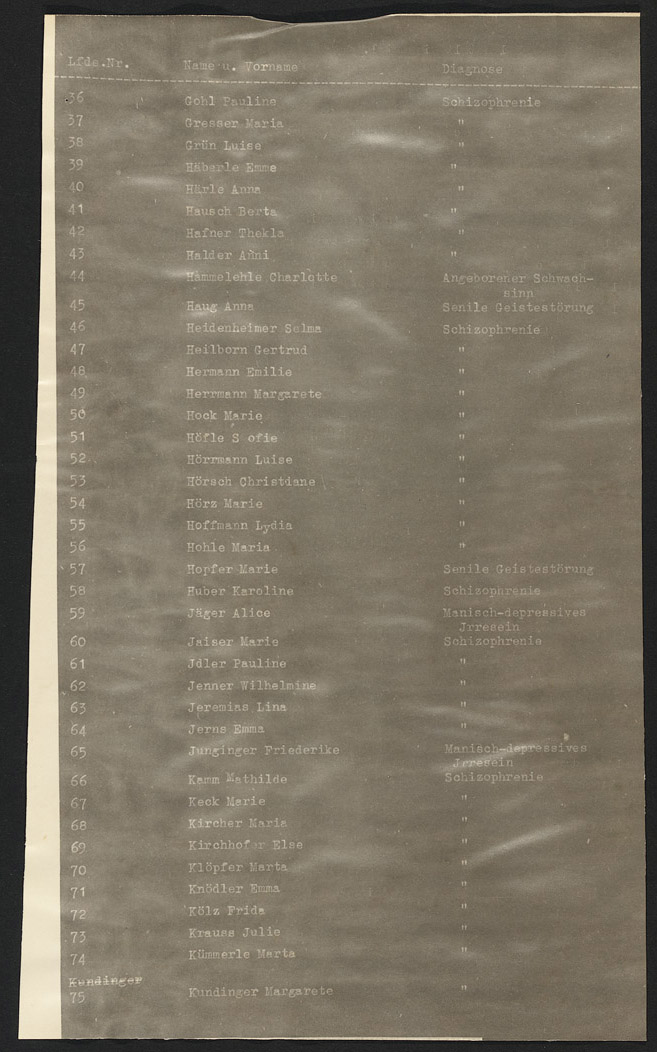 Lfde.Nr. Name u. Vorname Diagnose
36 Gohl Pauline Schizophrenie
37 Gresser Maria "
38 Grün Luise "
39 Häberle Emme "
40 Härle Anna "
41 Hausch Berta "
42 Hafner Thekla "
43 Halder Anni "
44 Hämmelehle Charlotte Angeborener Schwach-
sinn
45 Haug Anna Senile Geistestörung
46 Heidenheimer Selma Schizophrenie
47 Heilborn Gertrud "
48 Hermann Emilie "
49 Herrmann Margarete "
50 Hock Marie "
51 Höfle S ofie "
52 Hörrmann Luise "
53 Hörsch Christiane "
54 Hörz Marie "
55 Hoffmann Lydia "
56 Hohle Maria "
57 Hopfer Marie Senile Geistestörung
58 Huber Karoline Schizophrenie
59 Jäger Alice Manisch-depressives
Jrresein
60 Jaiser Marie Schizophrenie
61 Jdler Pauline "
62 Jenner Wilhelmine "
63 Jeremias Lina "
64 Jerns Emma "
65 Junginger Friederike Manisch-depressives
Jrresein
66 Kamm Mathilde Schizophrenie
67 Keck Marie "
68 Kircher Maria "
69 Kirchhofer Else "
70 Klöpfer Marta "
71 Knödler Emma "
72 Kölz Frida "
73 Krauss Julie "
74 Kümmerle Marta "
Kundinger
75 Kundinger Margarete "